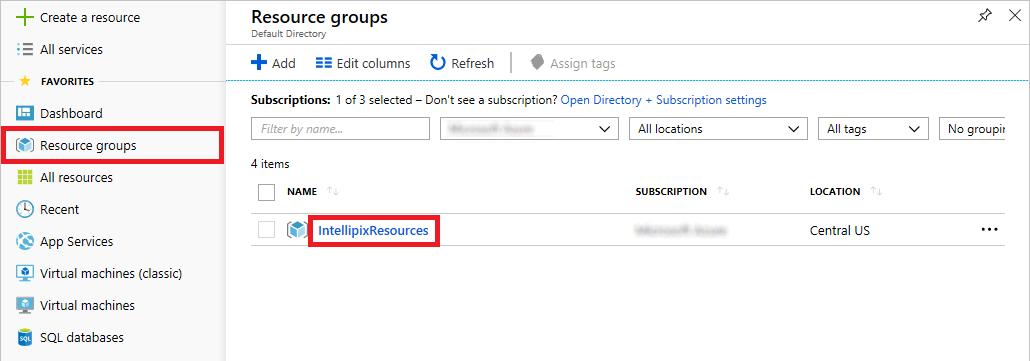 Create a resource
All services
FAVORITES
Dashboard
Resource groups
All resources
Recent
App Services
Virtual machines (classic)
Virtual machines
SQL databases
Resource groups
Default Directory
Add Edit columns Refresh Assign tags
Subscriptions: 1 of 3 selected – Don't see a subscription? Open Directory + Subscription settings
Filter by name... All locations All tags No groupin
4 items
NAME SUBSCRIPTION LOCATION
IntellipixResources Central US